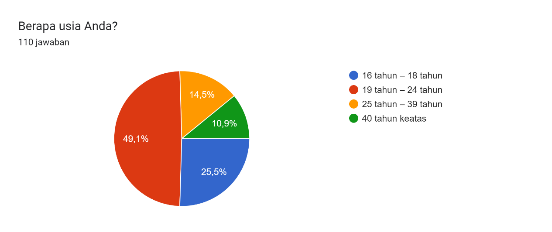 Berapa usia Anda?
110 jawaban
16 tahun – 18 tahun
19 tahun – 24 tahun
25 tahun – 39 tahun
40 tahun keatas
14,5%
10,9%
49,1%
25,5%